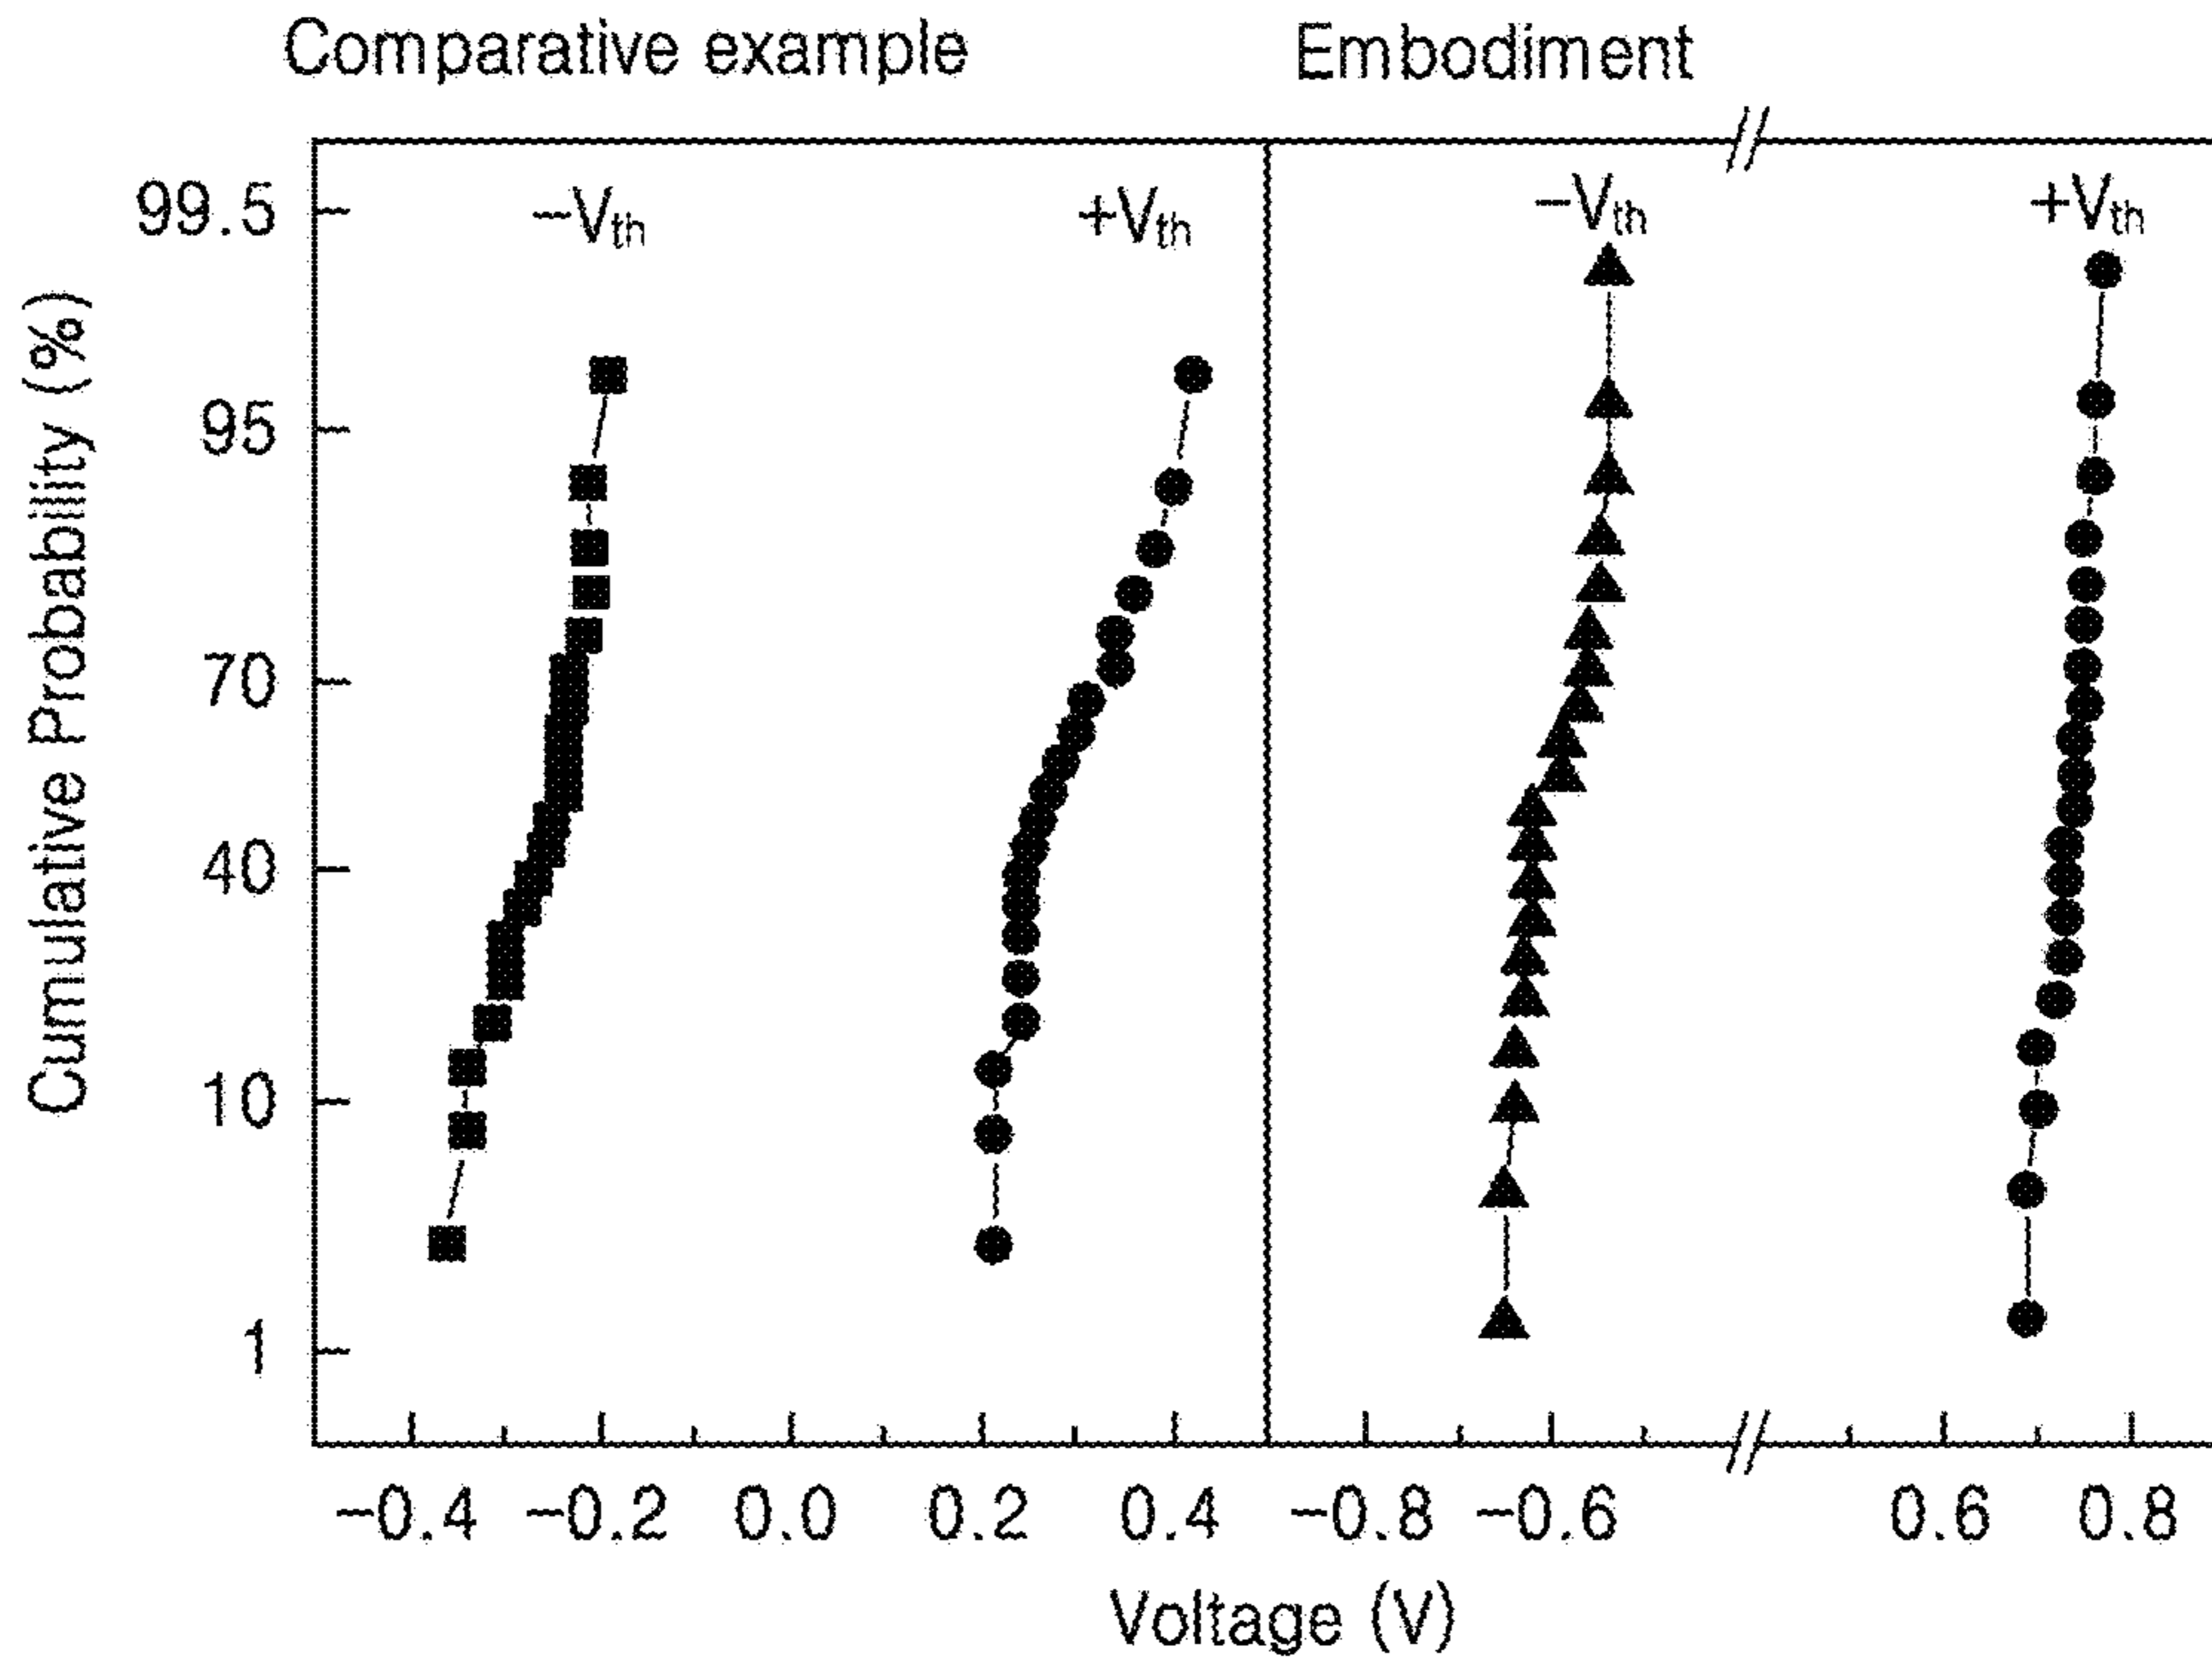 Comparative example
Embodiment
−Vth
+Vth
−Vth
+Vth
Cumulative Probability (%)
99.5
95
70
40
10
1
−0.4 −0.2 0.0 0.2 0.4 −0.8 −0.6 0.6 0.8
Voltage (V)